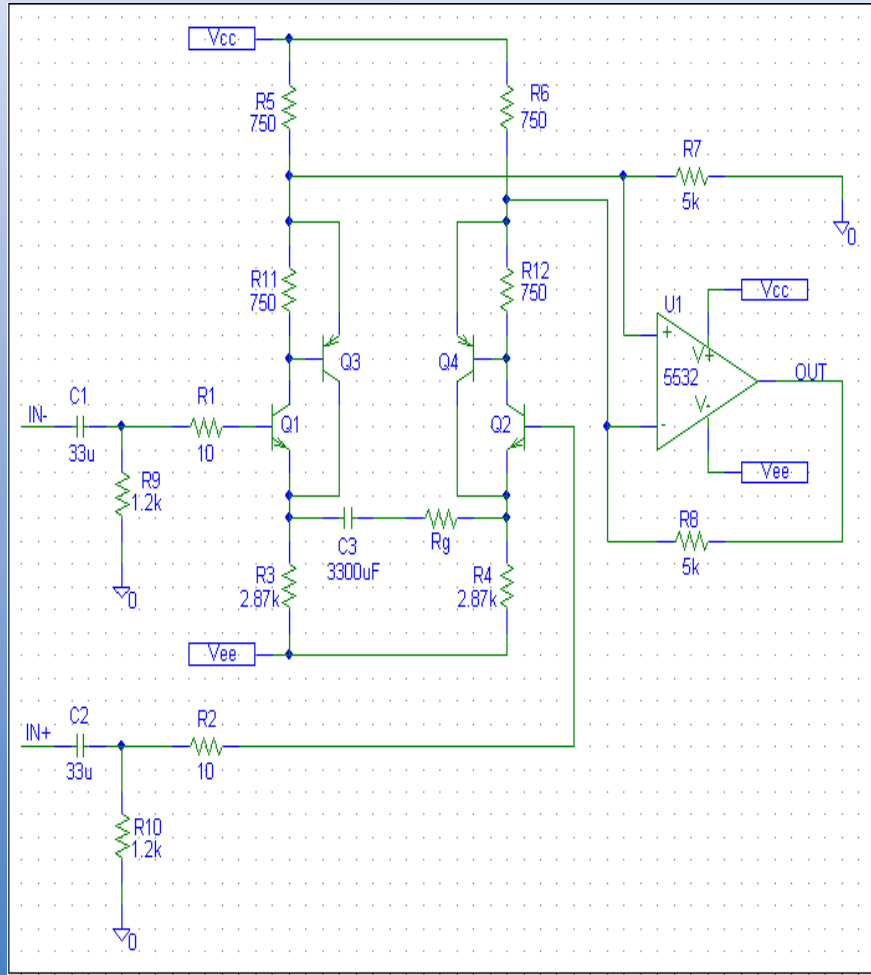 Vcc
R5
750
R6
750
R7
5k
0
R11
750
R12
750
U1
Vcc
Q3
Q4
+
V+
5532
OUT
V-
-
Vee
C1
R1
IN-
33u
10
Q1
Q2
R9
1.2k
C3
3300uF
Rg
R8
5k
R3
2.87k
R4
2.87k
0
Vee
C2
R2
IN+
33u
10
R10
1.2k
0